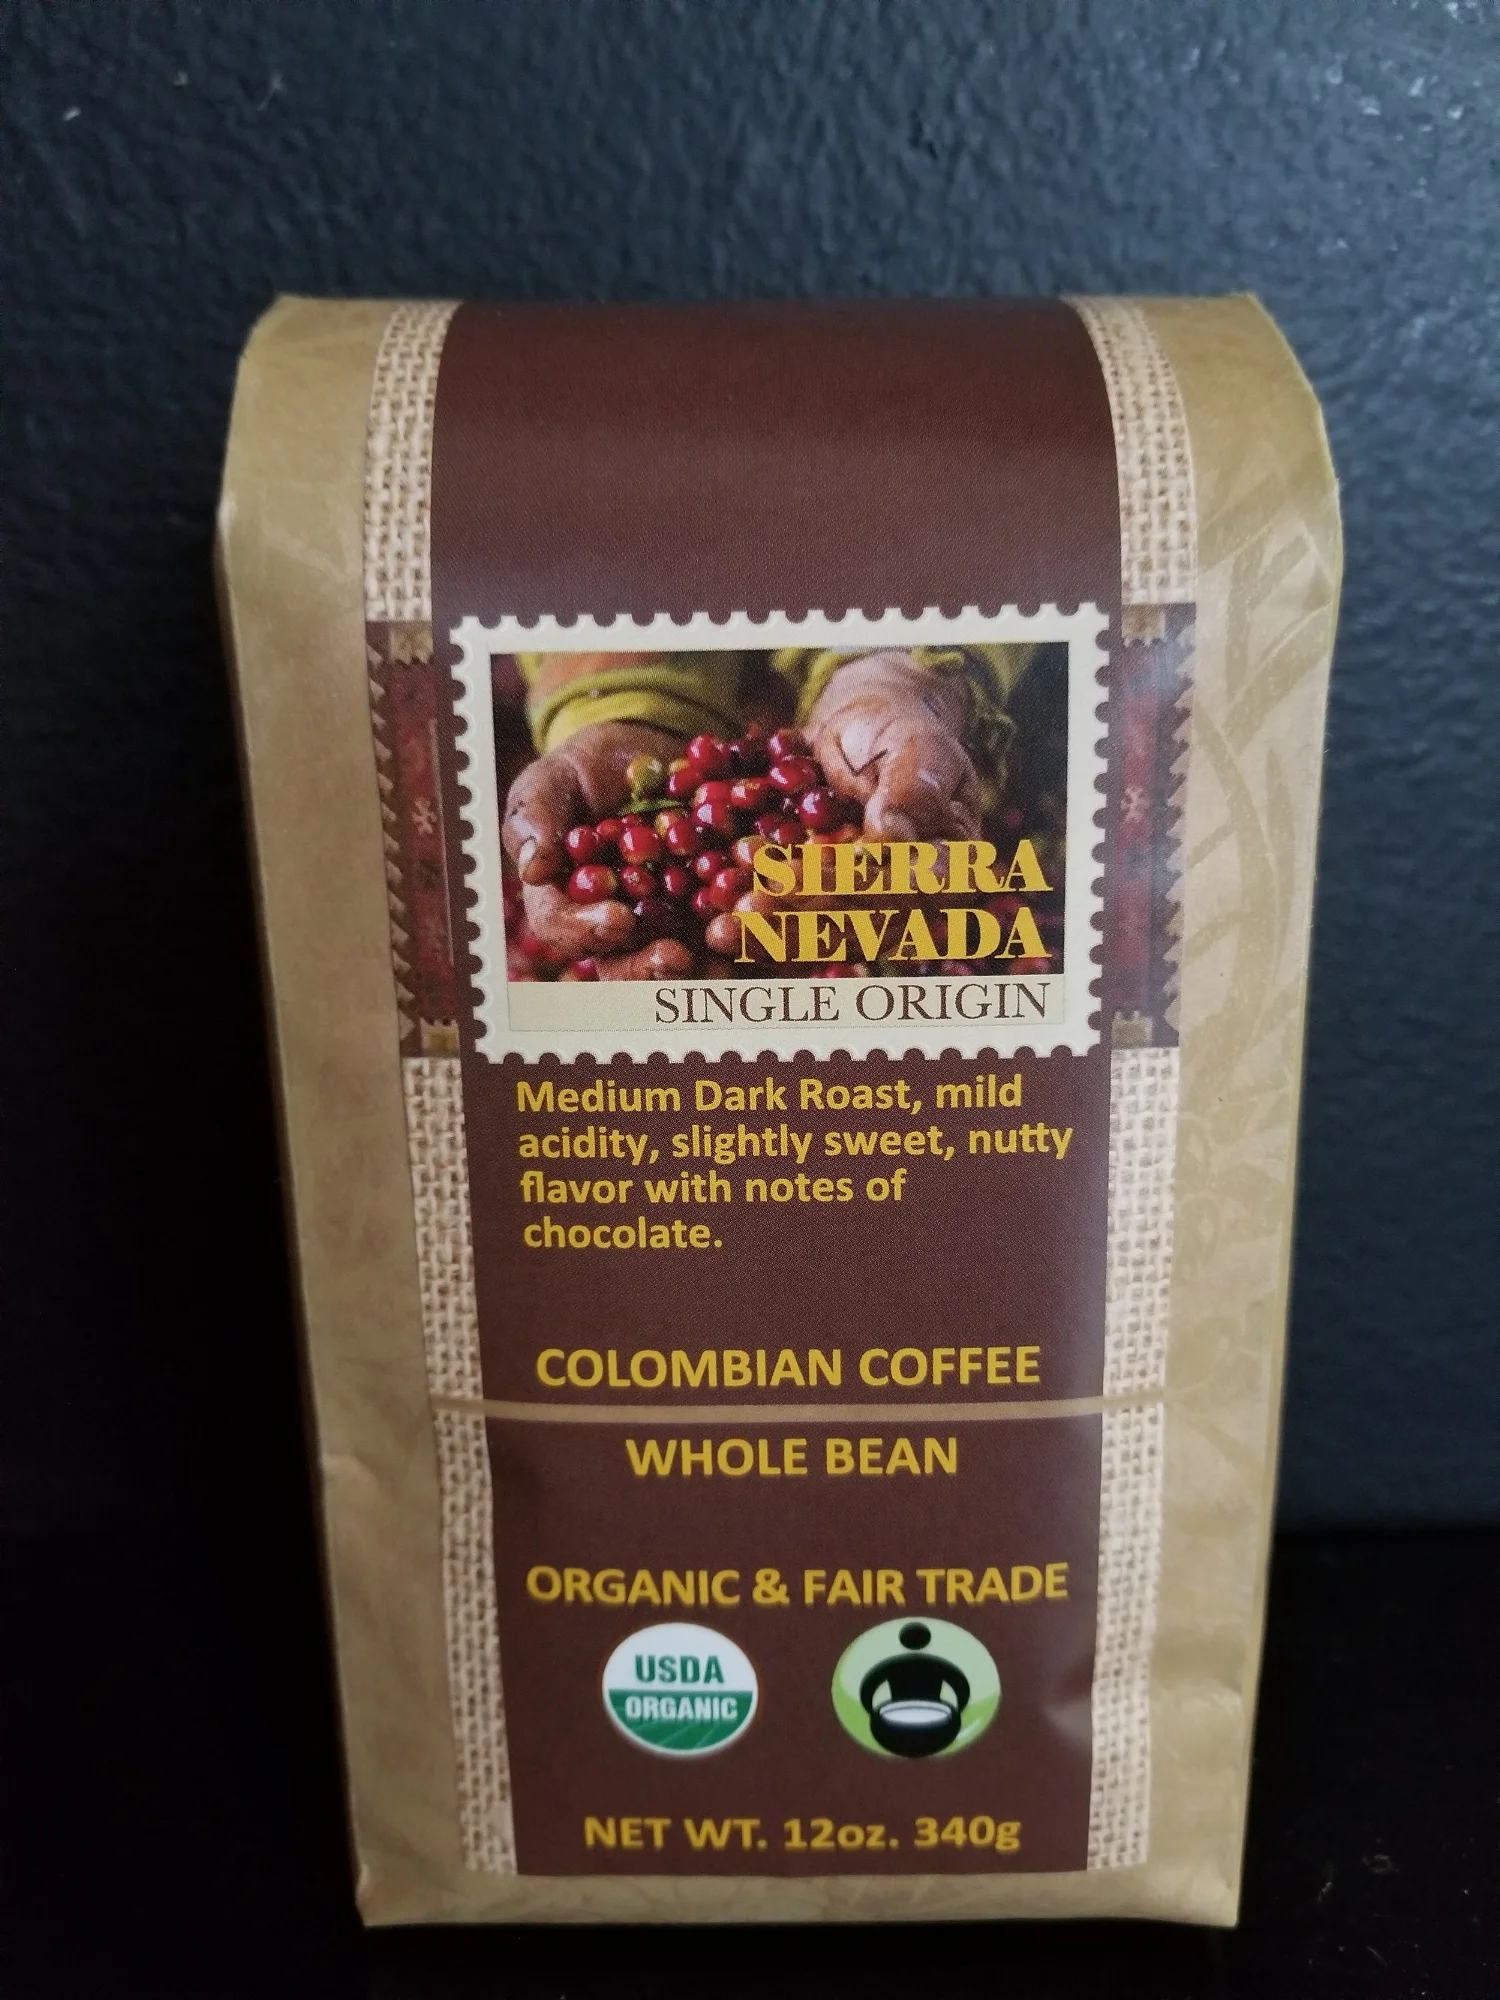 SIERRA
NEVADA
SINGLE ORIGIN
Medium Dark Roast, mild
acidity, slightly sweet, nutty
flavor with notes of
chocolate.
COLOMBIAN COFFEE
WHOLE BEAN
ORGANIC & FAIR TRADE
USDA
ORGANIC
NET WT. 12oz. 340g